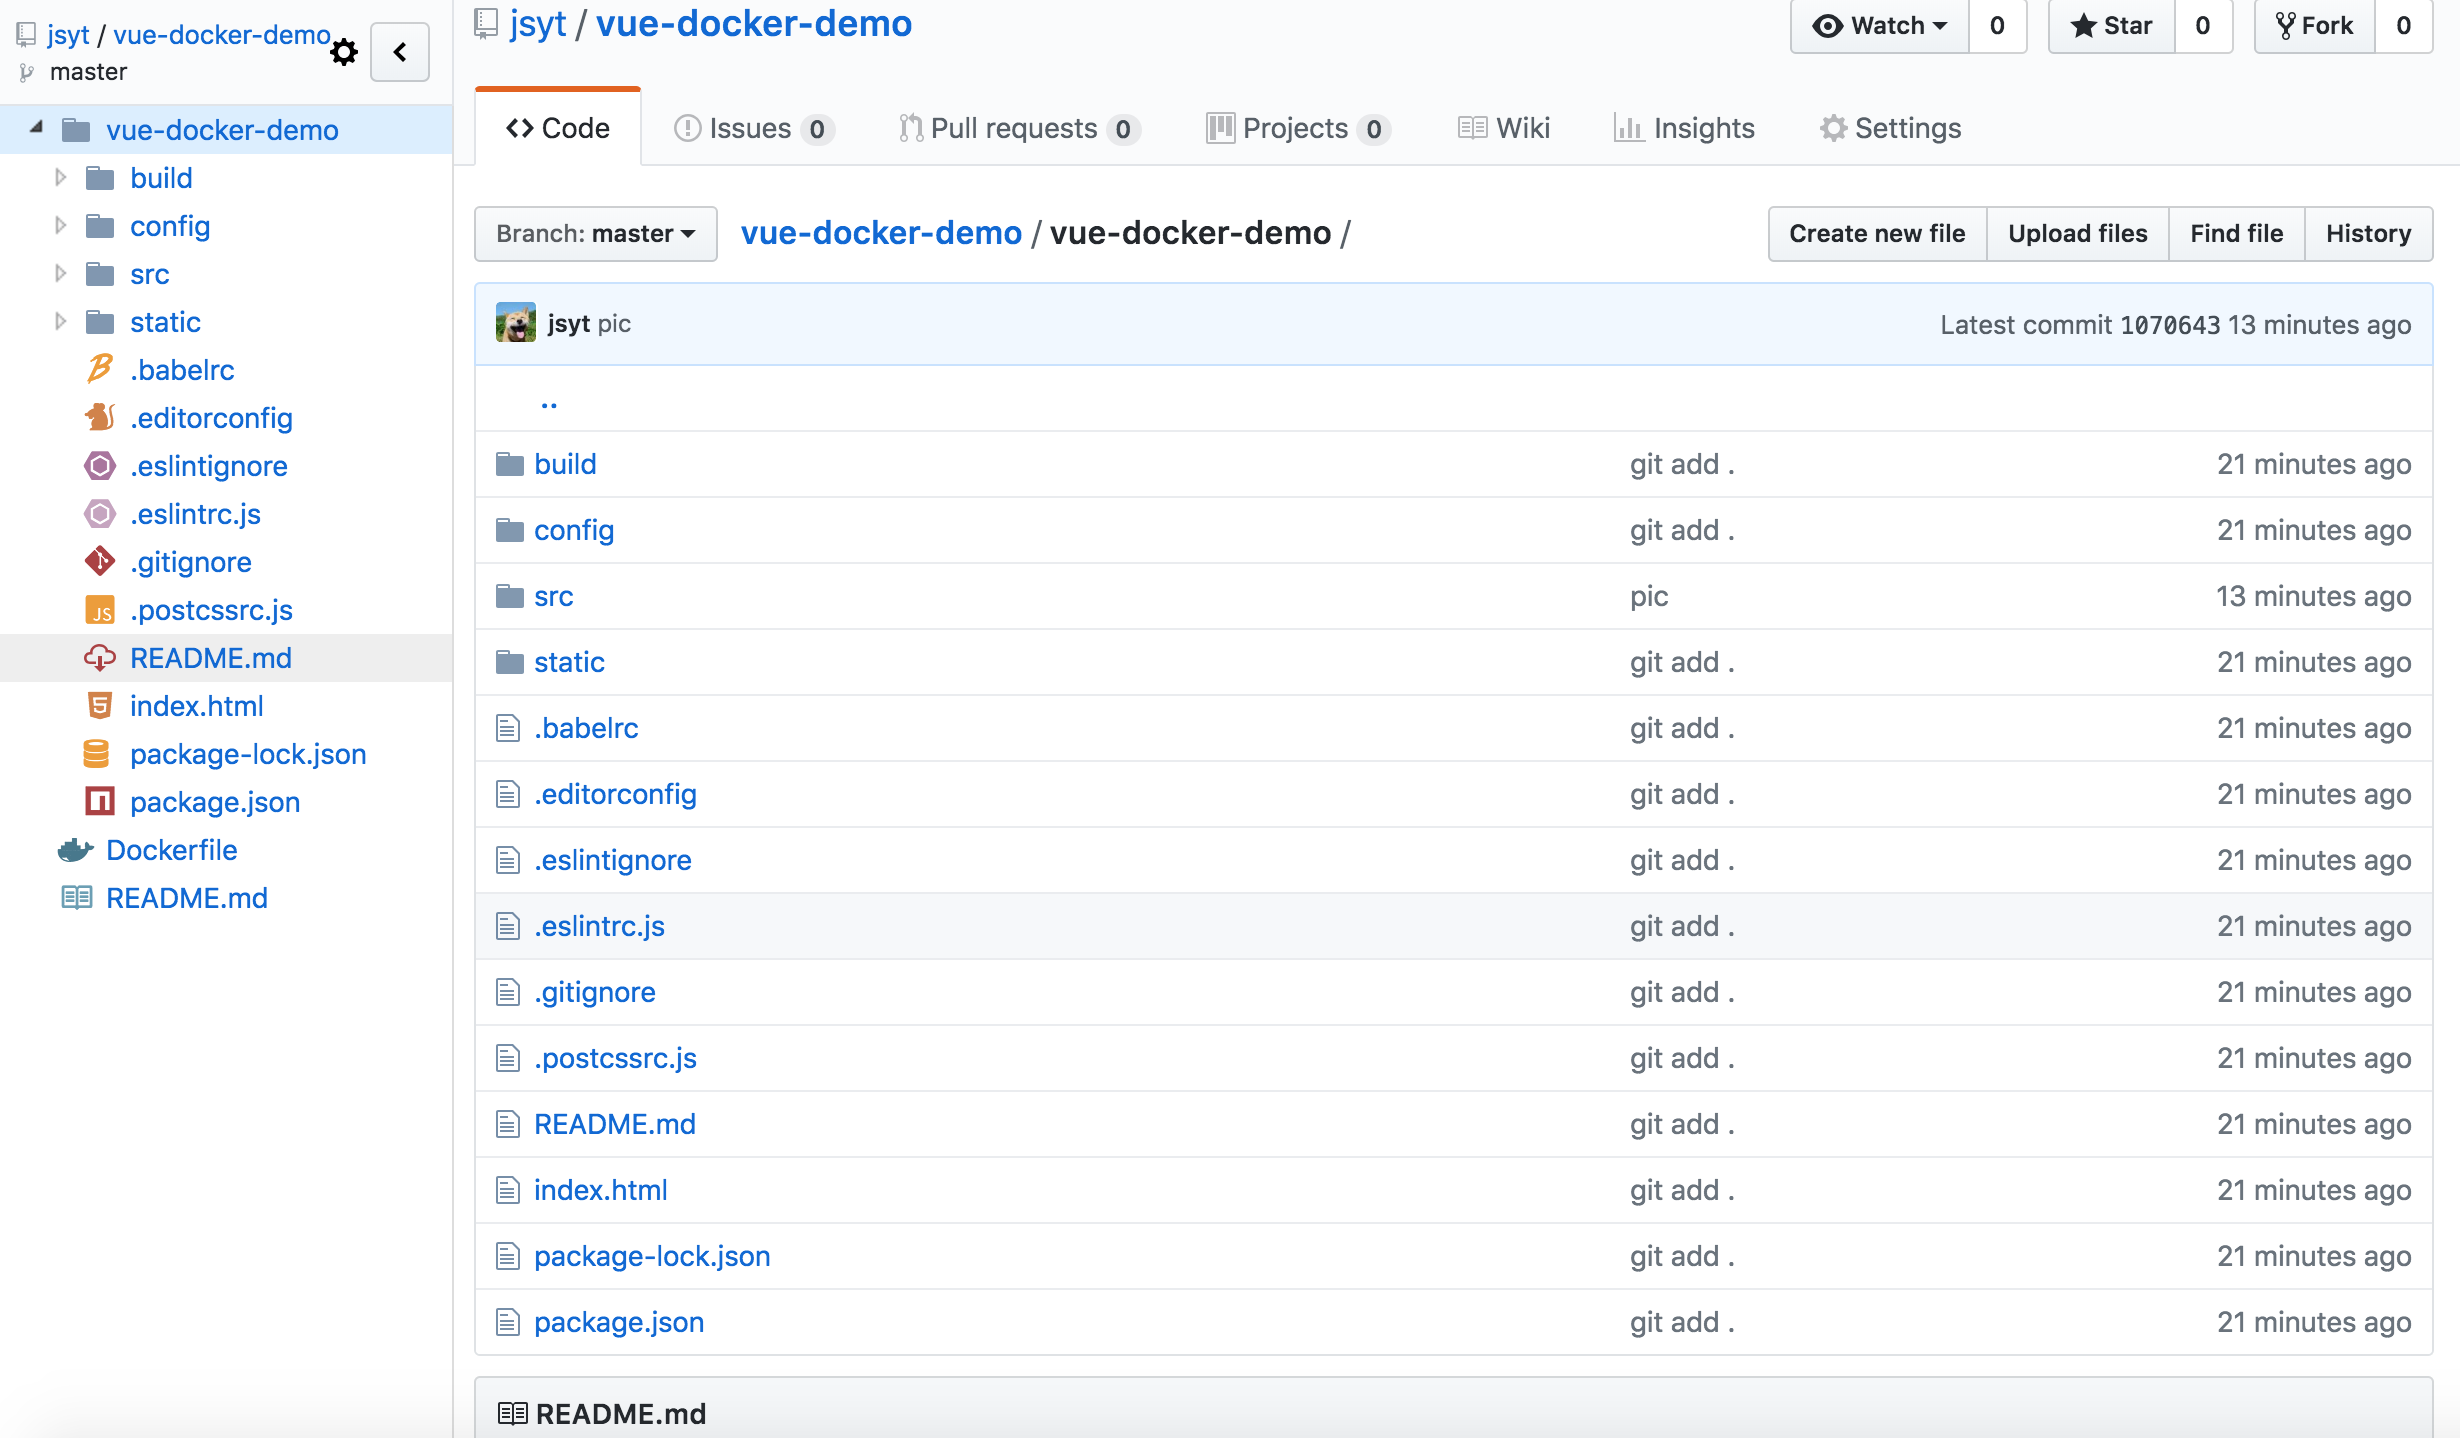 jsyt / vue-docker-demo
master
vue-docker-demo
build
config
src
static
.babelrc
.editorconfig
.eslintignore
.eslintrc.js
.gitignore
.postcssrc.js
README.md
index.html
package-lock.json
package.json
Dockerfile
README.md
jsyt / vue-docker-demo
Watch 0 Star 0 Fork 0
Code Issues 0 Pull requests 0 Projects 0 Wiki Insights Settings
Branch: master vue-docker-demo / vue-docker-demo / Create new file Upload files Find file History
jsyt pic Latest commit 1070643 13 minutes ago
..
build git add . 21 minutes ago
config git add . 21 minutes ago
src pic 13 minutes ago
static git add . 21 minutes ago
.babelrc git add . 21 minutes ago
.editorconfig git add . 21 minutes ago
.eslintignore git add . 21 minutes ago
.eslintrc.js git add . 21 minutes ago
.gitignore git add . 21 minutes ago
.postcssrc.js git add . 21 minutes ago
README.md git add . 21 minutes ago
index.html git add . 21 minutes ago
package-lock.json git add . 21 minutes ago
package.json git add . 21 minutes ago
README.md